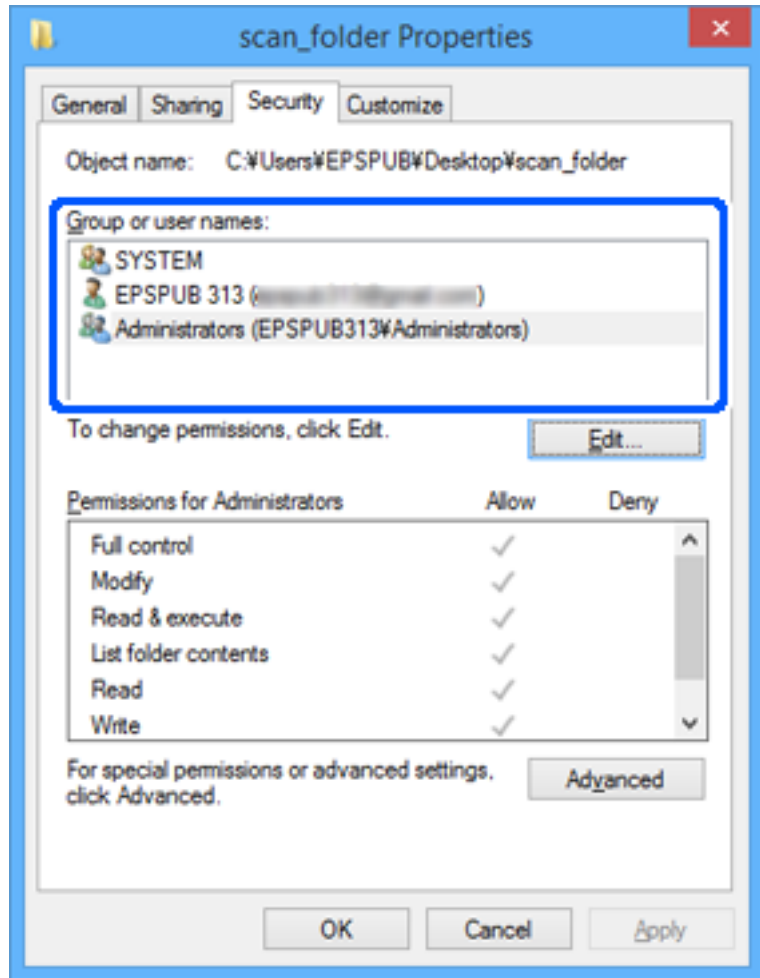 scan_folder Properties
General Sharing Security Customize
Object name: C:¥Users¥EPSPUB¥Desktop¥scan_folder
Group or user names:
SYSTEM
EPSPUB 313 ( )
Administrators (EPSPUB313¥Administrators)
To change permissions, click Edit.
Edit...
Permissions for Administrators Allow Deny
Full control
Modify
Read & execute
List folder contents
Read
Write
For special permissions or advanced settings,
click Advanced.
Advanced
OK Cancel Apply